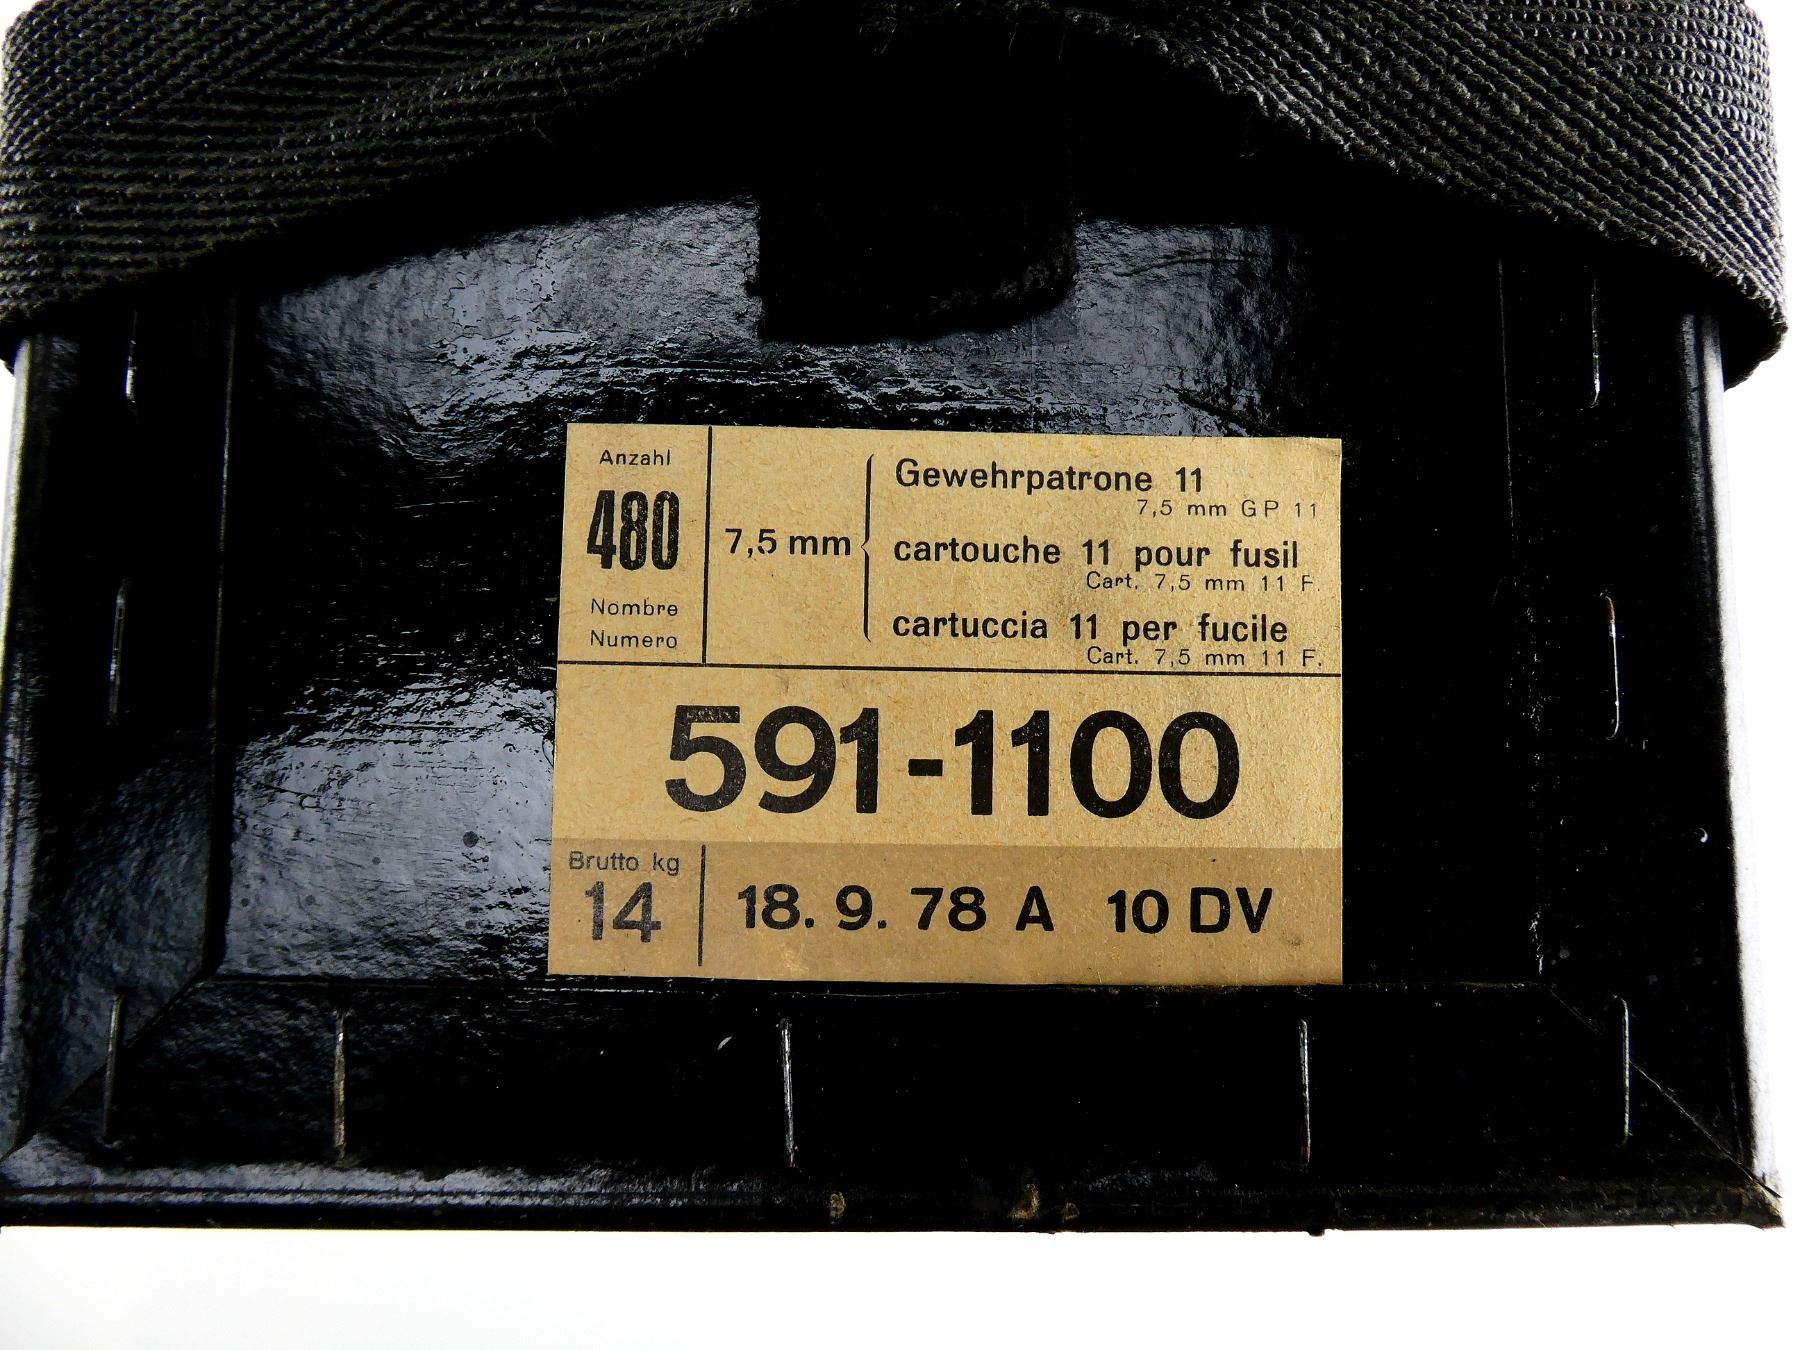 Anzahl
480
Nombre
Numero
7,5 mm
Gewehrpatrone 11
7,5 mm GP 11
cartouche 11 pour fusil
Cart. 7,5 mm 11 F.
cartuccia 11 per fucile
Cart. 7,5 mm 11 F.
591-1100
Brutto kg
14
18. 9. 78 A 10 DV